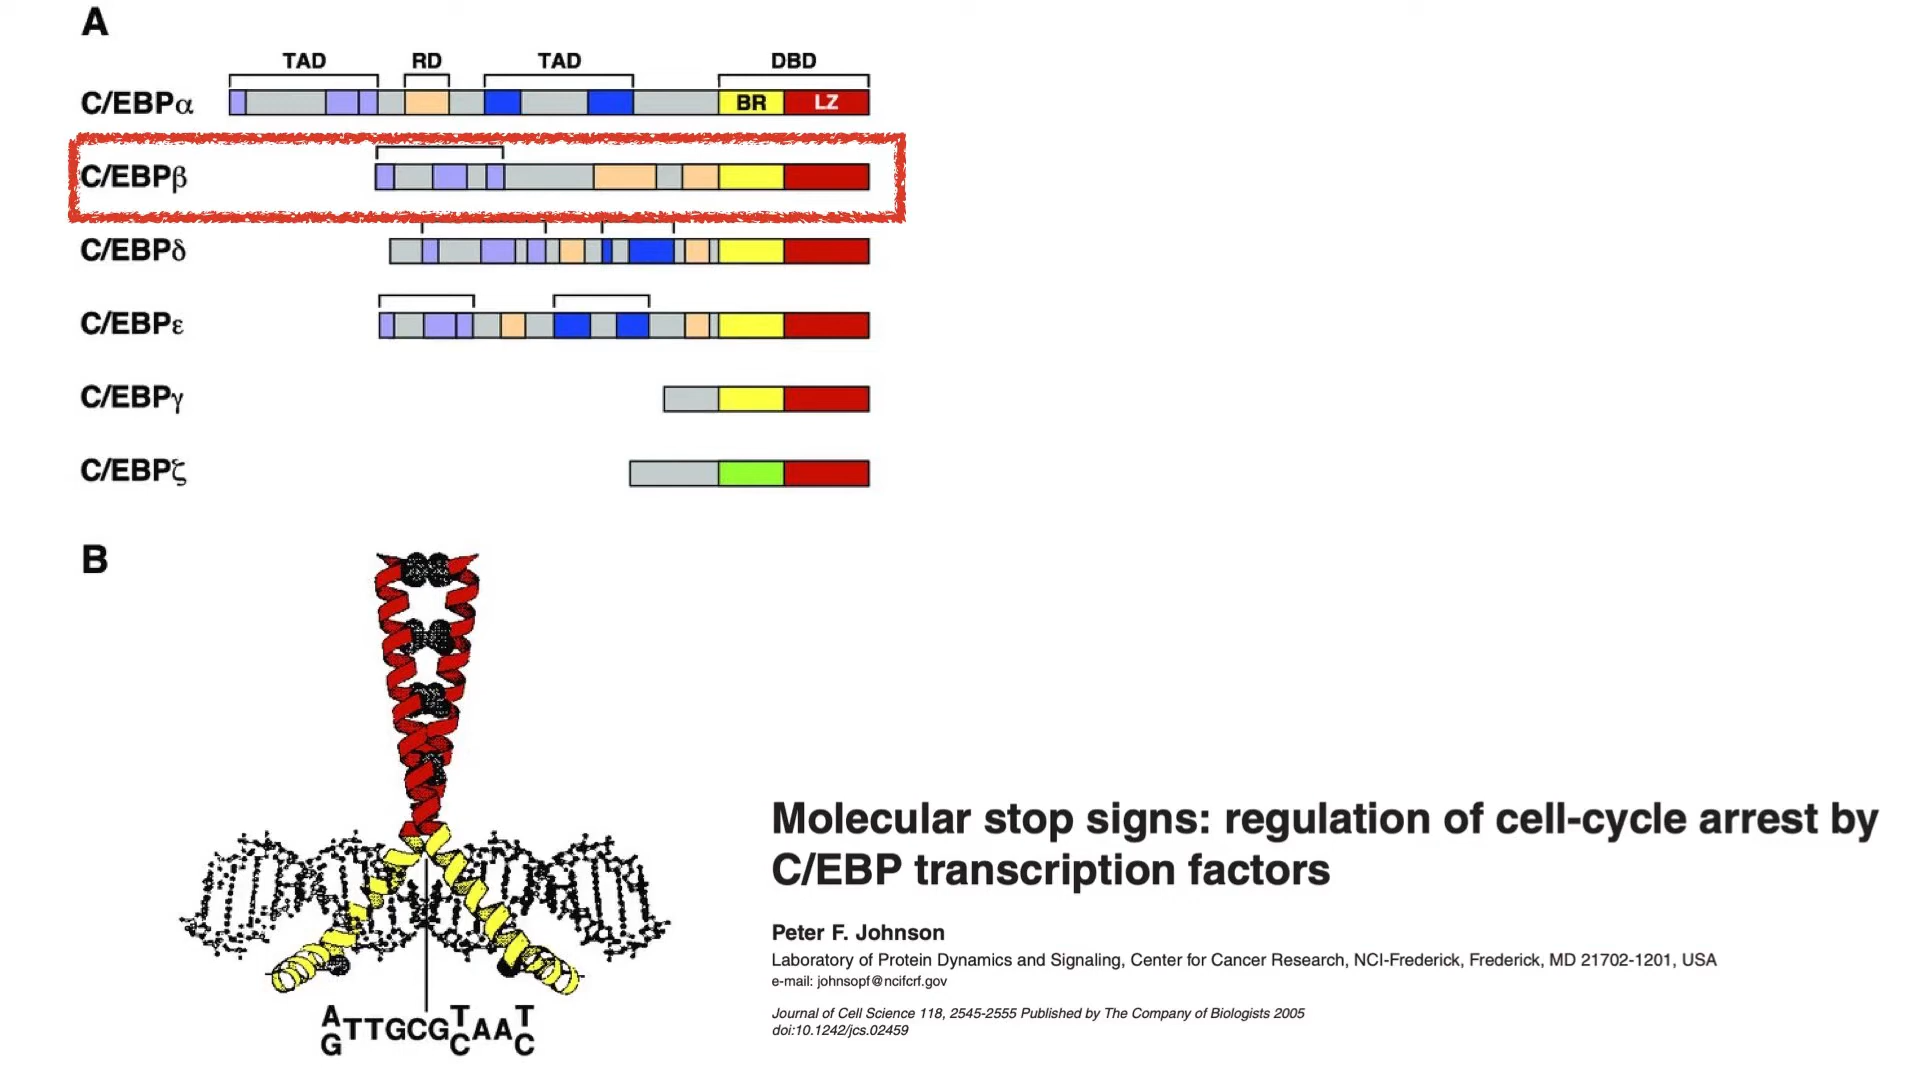 A
TAD RD TAD DBD
C/EBPα BR LZ
C/EBPβ
C/EBPδ
C/EBPε
C/EBPγ
C/EBPζ
B
A T T
TTGCG AA
G C C
Molecular stop signs: regulation of cell-cycle arrest by
C/EBP transcription factors
Peter F. Johnson
Laboratory of Protein Dynamics and Signaling, Center for Cancer Research, NCI-Frederick, Frederick, MD 21702-1201, USA
e-mail: johnsopf@ncifcrf.gov
Journal of Cell Science 118, 2545-2555 Published by The Company of Biologists 2005
doi:10.1242/jcs.02459